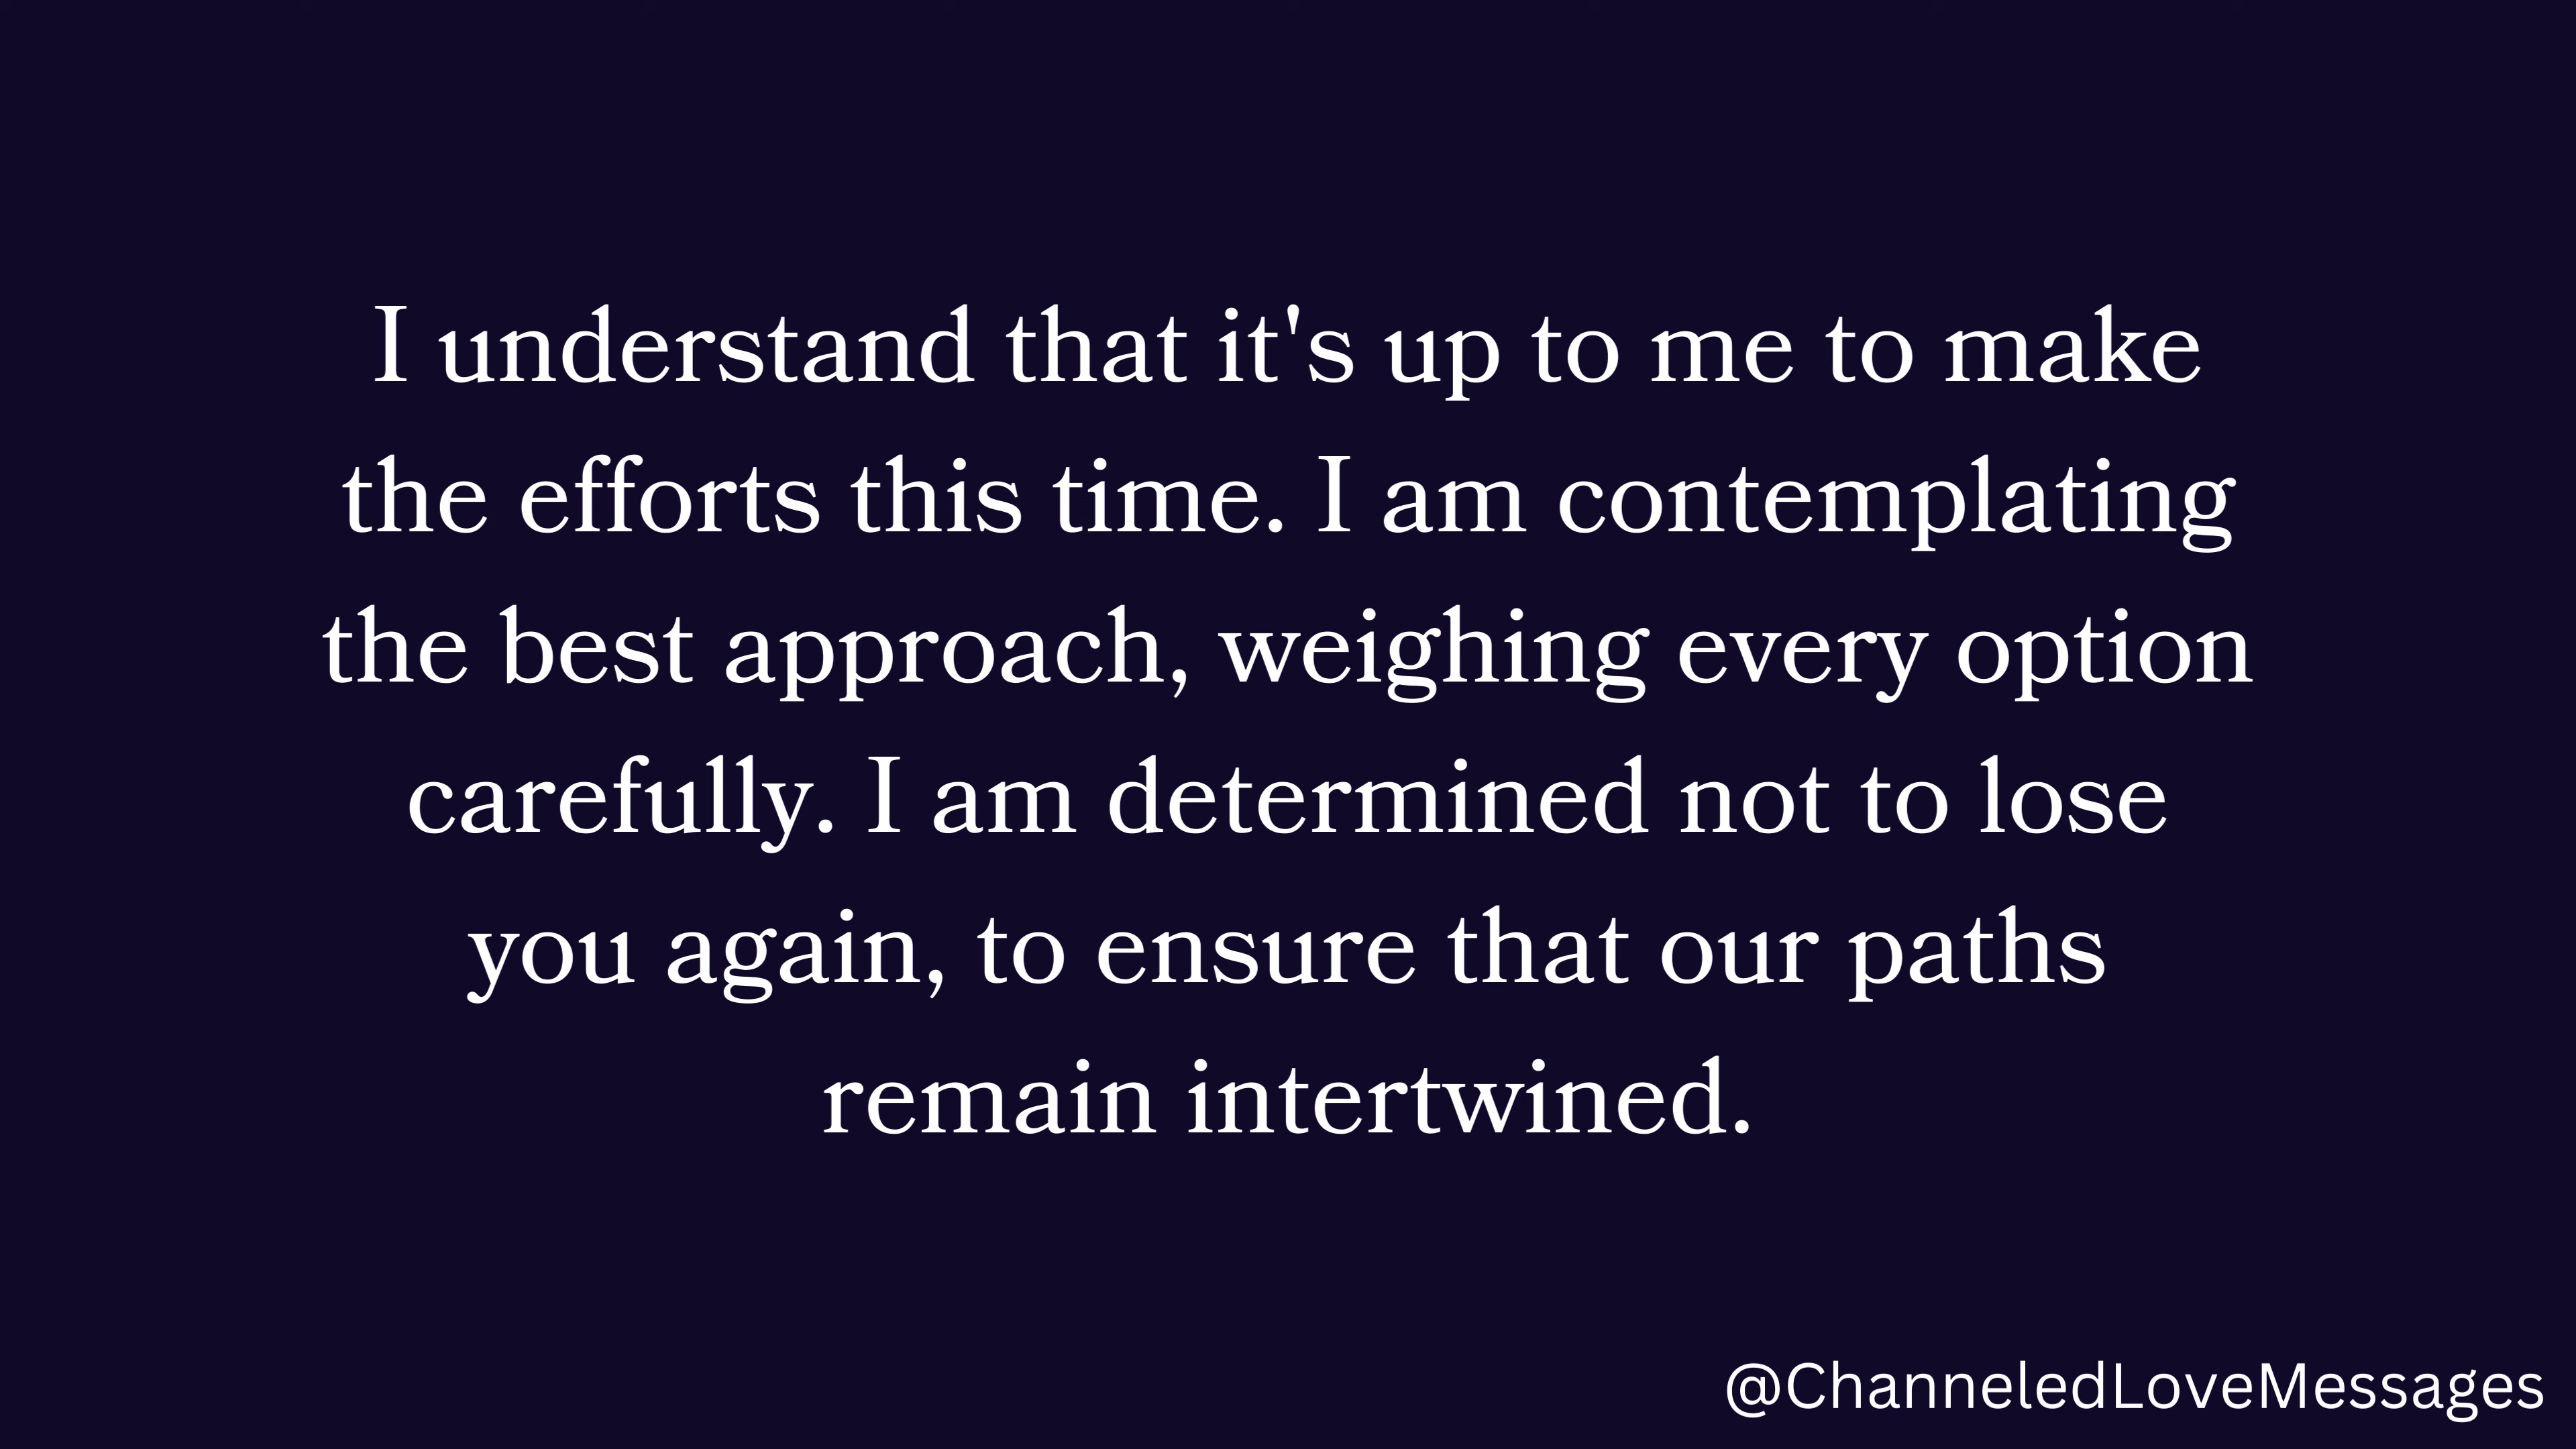 I understand that it's up to me to make
the efforts this time. I am contemplating
the best approach, weighing every option
carefully. I am determined not to lose
you again, to ensure that our paths
remain intertwined.
@ChanneledLoveMessages